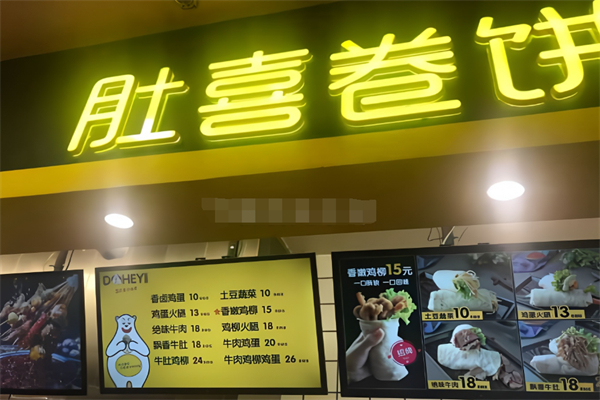 肚喜卷饼
香卤鸡蛋 10
土豆蔬菜 10
鸡蛋火腿 13
香嫩鸡柳 15
绝味牛肉 18
鸡柳火腿 18
飘香牛肚 18
牛肉鸡蛋 20
牛肚鸡柳 24
牛肉鸡柳鸡蛋 26
香嫩鸡柳15元
一口酥脆 一口回味
招牌
土豆蔬菜 10
鸡蛋火腿 13
绝味牛肉 18
飘香牛肚 18